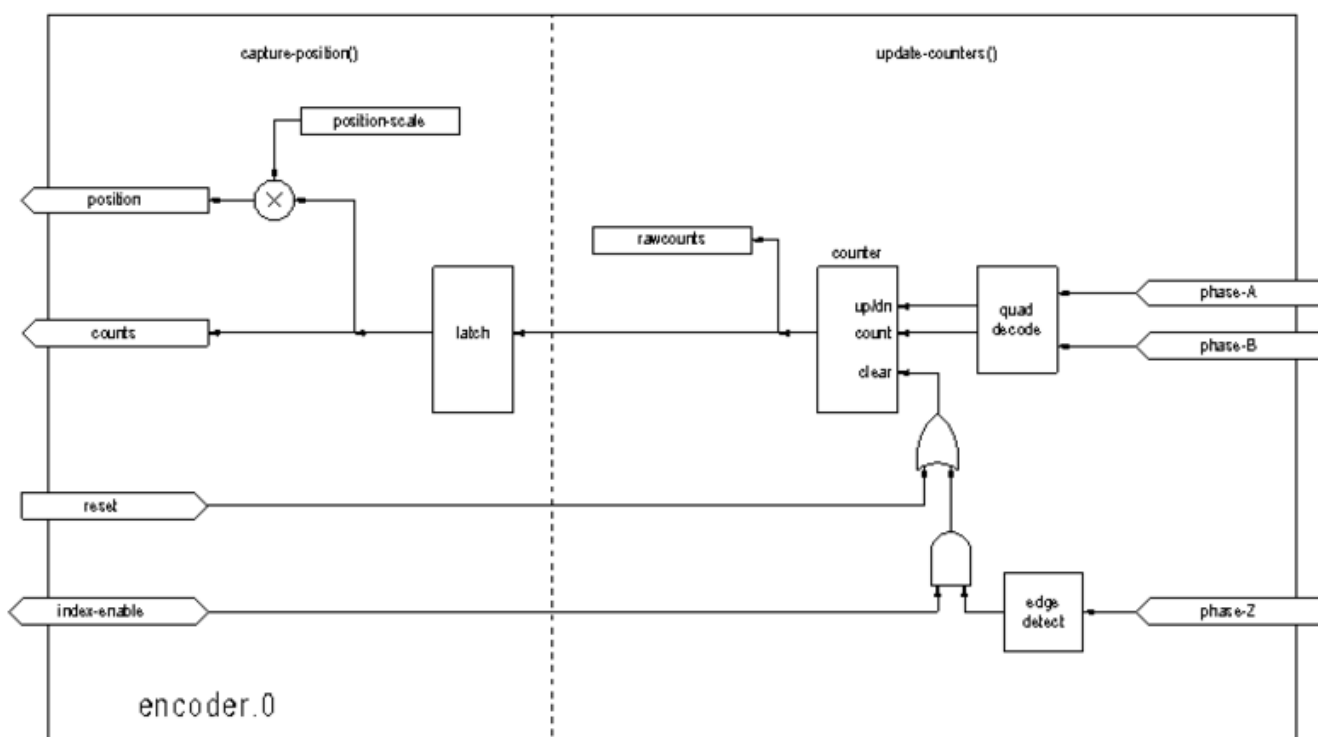 capture-position()
update-counters()
position-scale
position
rawcounts
counter
phase-A
up/dn
quad
decode
counts
latch
count
phase-B
clear
reset
index-enable
edge
detect
phase-Z
encoder.0